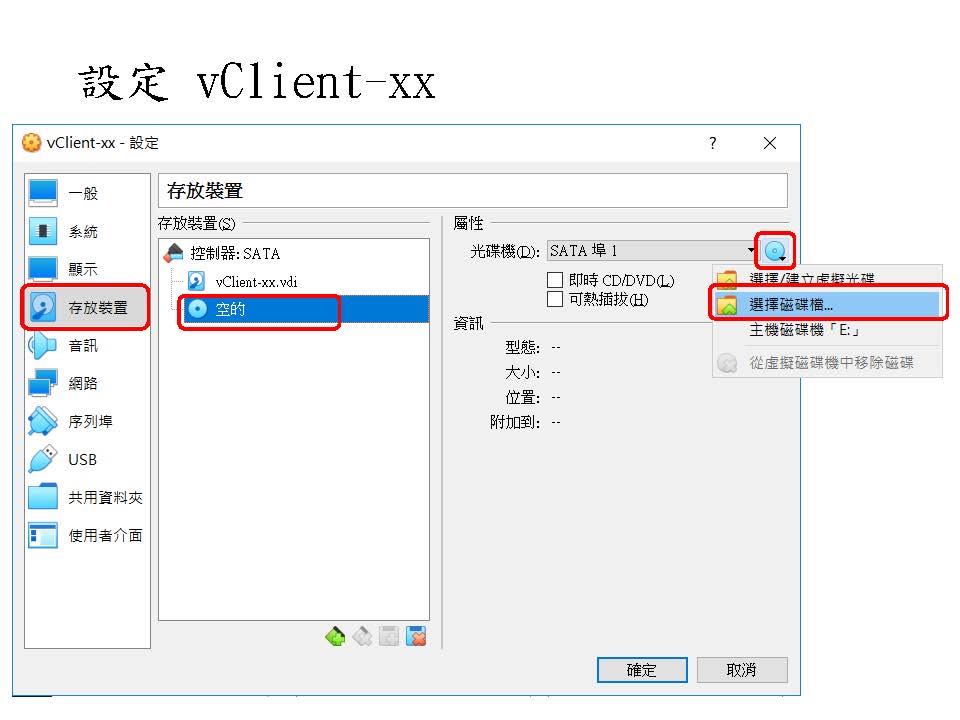 設定 vClient-xx
vClient-xx - 設定
?
一般
系統
顯示
存放裝置
音訊
網路
序列埠
USB
共用資料夾
使用者介面
存放裝置
存放裝置(S)
控制器: SATA
vClient-xx.vdi
空的
屬性
光碟機(D): SATA 埠 1
即時 CD/DVD(L)
可熱插拔(H)
選擇/建立虛擬光碟
選擇磁碟檔...
主機磁碟機「E:」
從虛擬磁碟機中移除磁碟
資訊
型態: --
大小: --
位置: --
附加到: --
確定
取消